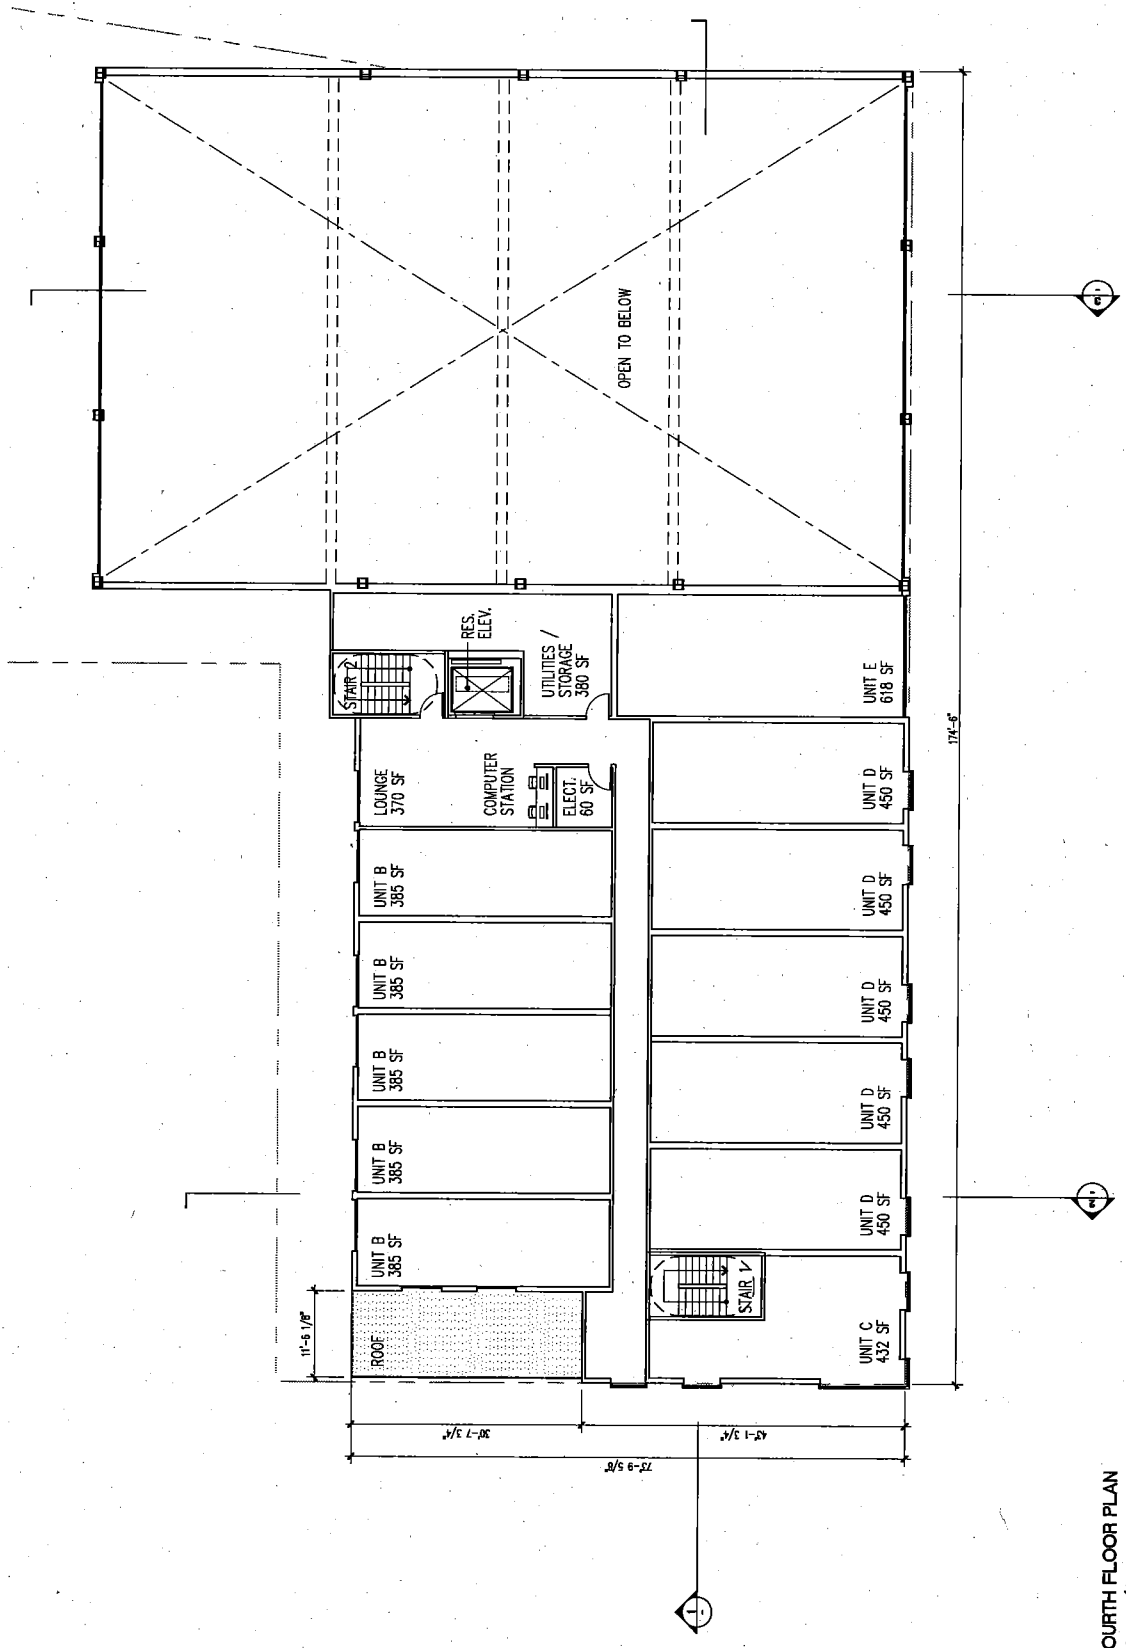 OPEN TO BELOW
RES.
ELEV.
STAIR 2
UTILITIES /
STORAGE
380 SF
UNIT E
618 SF
174'-6"
LOUNGE
370 SF
COMPUTER
STATION
ELECT.
60 SF
UNIT D
450 SF
UNIT B
385 SF
UNIT D
450 SF
UNIT B
385 SF
UNIT D
450 SF
UNIT B
385 SF
UNIT D
450 SF
UNIT B
385 SF
UNIT D
450 SF
UNIT B
385 SF
STAIR 1
11'-6 1/8"
ROOF
UNIT C
432 SF
30'-7 3/4"
43'-1 3/4"
73'-9 5/8"
1
OURTH FLOOR PLAN